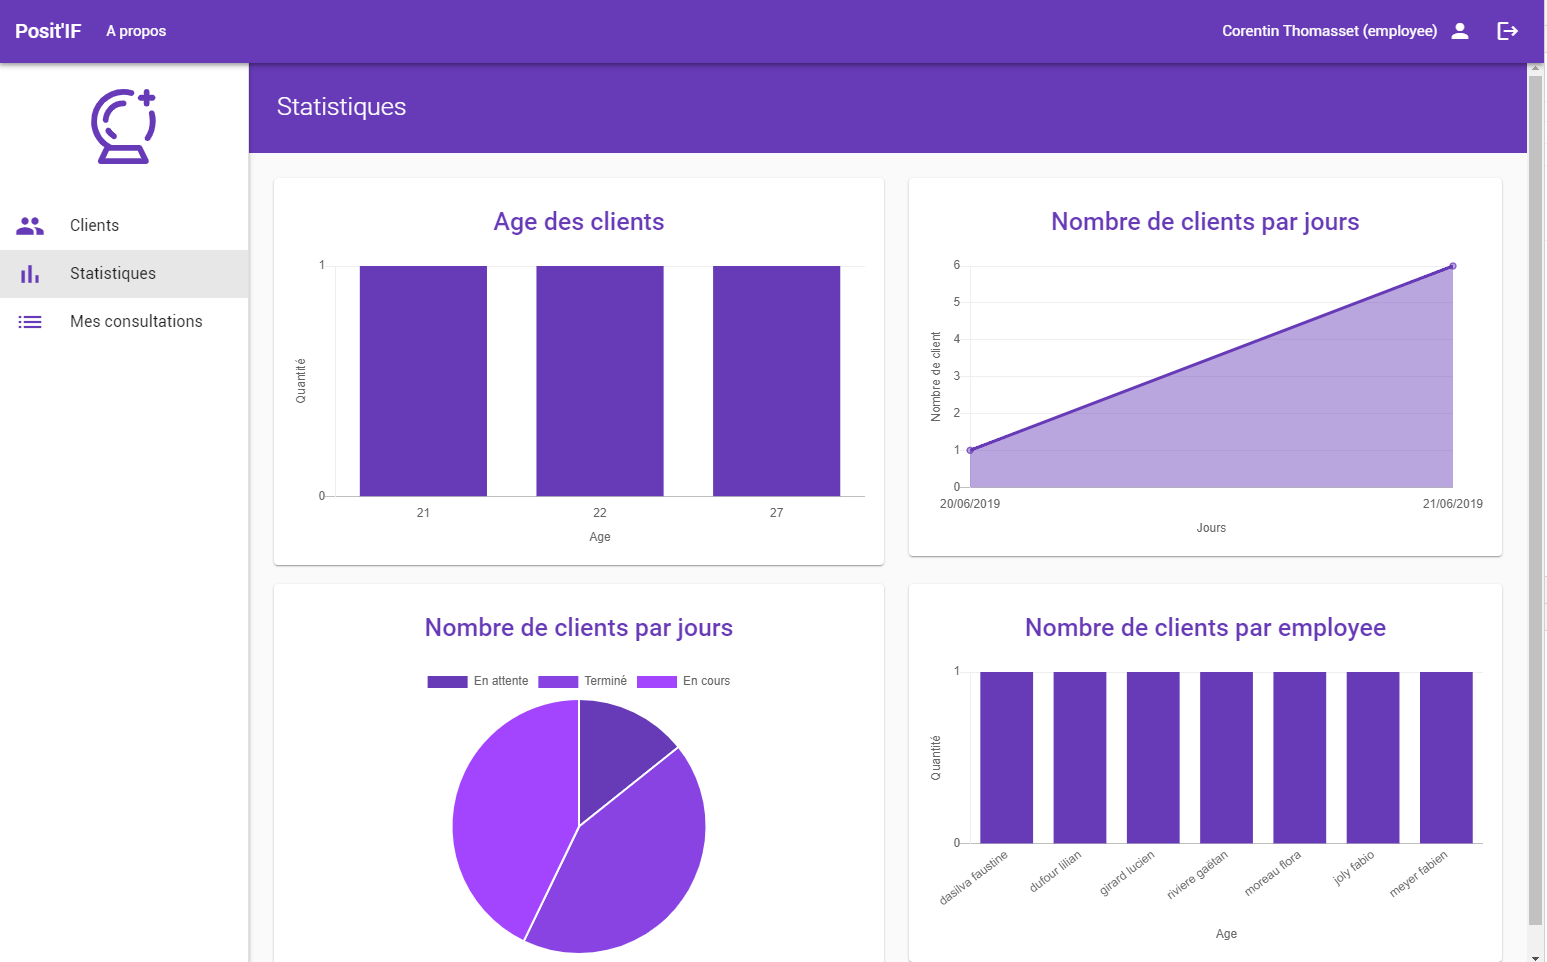 Posit'IF A propos Corentin Thomasset (employee)
Statistiques
Clients
Statistiques
Mes consultations
Age des clients
1
Quantité
0
21 22 27
Age
Nombre de clients par jours
6
5
4
3
2
1
0
Nombre de client
20/06/2019 21/06/2019
Jours
Nombre de clients par jours
En attente Terminé En cours
Nombre de clients par employee
1
Quantité
0
dasilva faustine dufour lilian girard lucien riviere gaëtan moreau flora joly fabio meyer fabien
Age